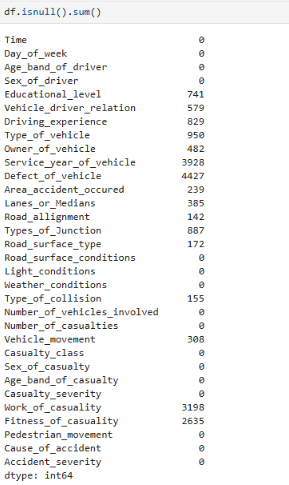 df.isnull().sum()
Time 0
Day_of_week 0
Age_band_of_driver 0
Sex_of_driver 0
Educational_level 741
Vehicle_driver_relation 579
Driving_experience 829
Type_of_vehicle 950
Owner_of_vehicle 482
Service_year_of_vehicle 3928
Defect_of_vehicle 4427
Area_accident_occured 239
Lanes_or_Medians 385
Road_allignment 142
Types_of_Junction 887
Road_surface_type 172
Road_surface_conditions 0
Light_conditions 0
Weather_conditions 0
Type_of_collision 155
Number_of_vehicles_involved 0
Number_of_casualties 0
Vehicle_movement 308
Casualty_class 0
Sex_of_casualty 0
Age_band_of_casualty 0
Casualty_severity 0
Work_of_casuality 3198
Fitness_of_casuality 2635
Pedestrian_movement 0
Cause_of_accident 0
Accident_severity 0
dtype: int64